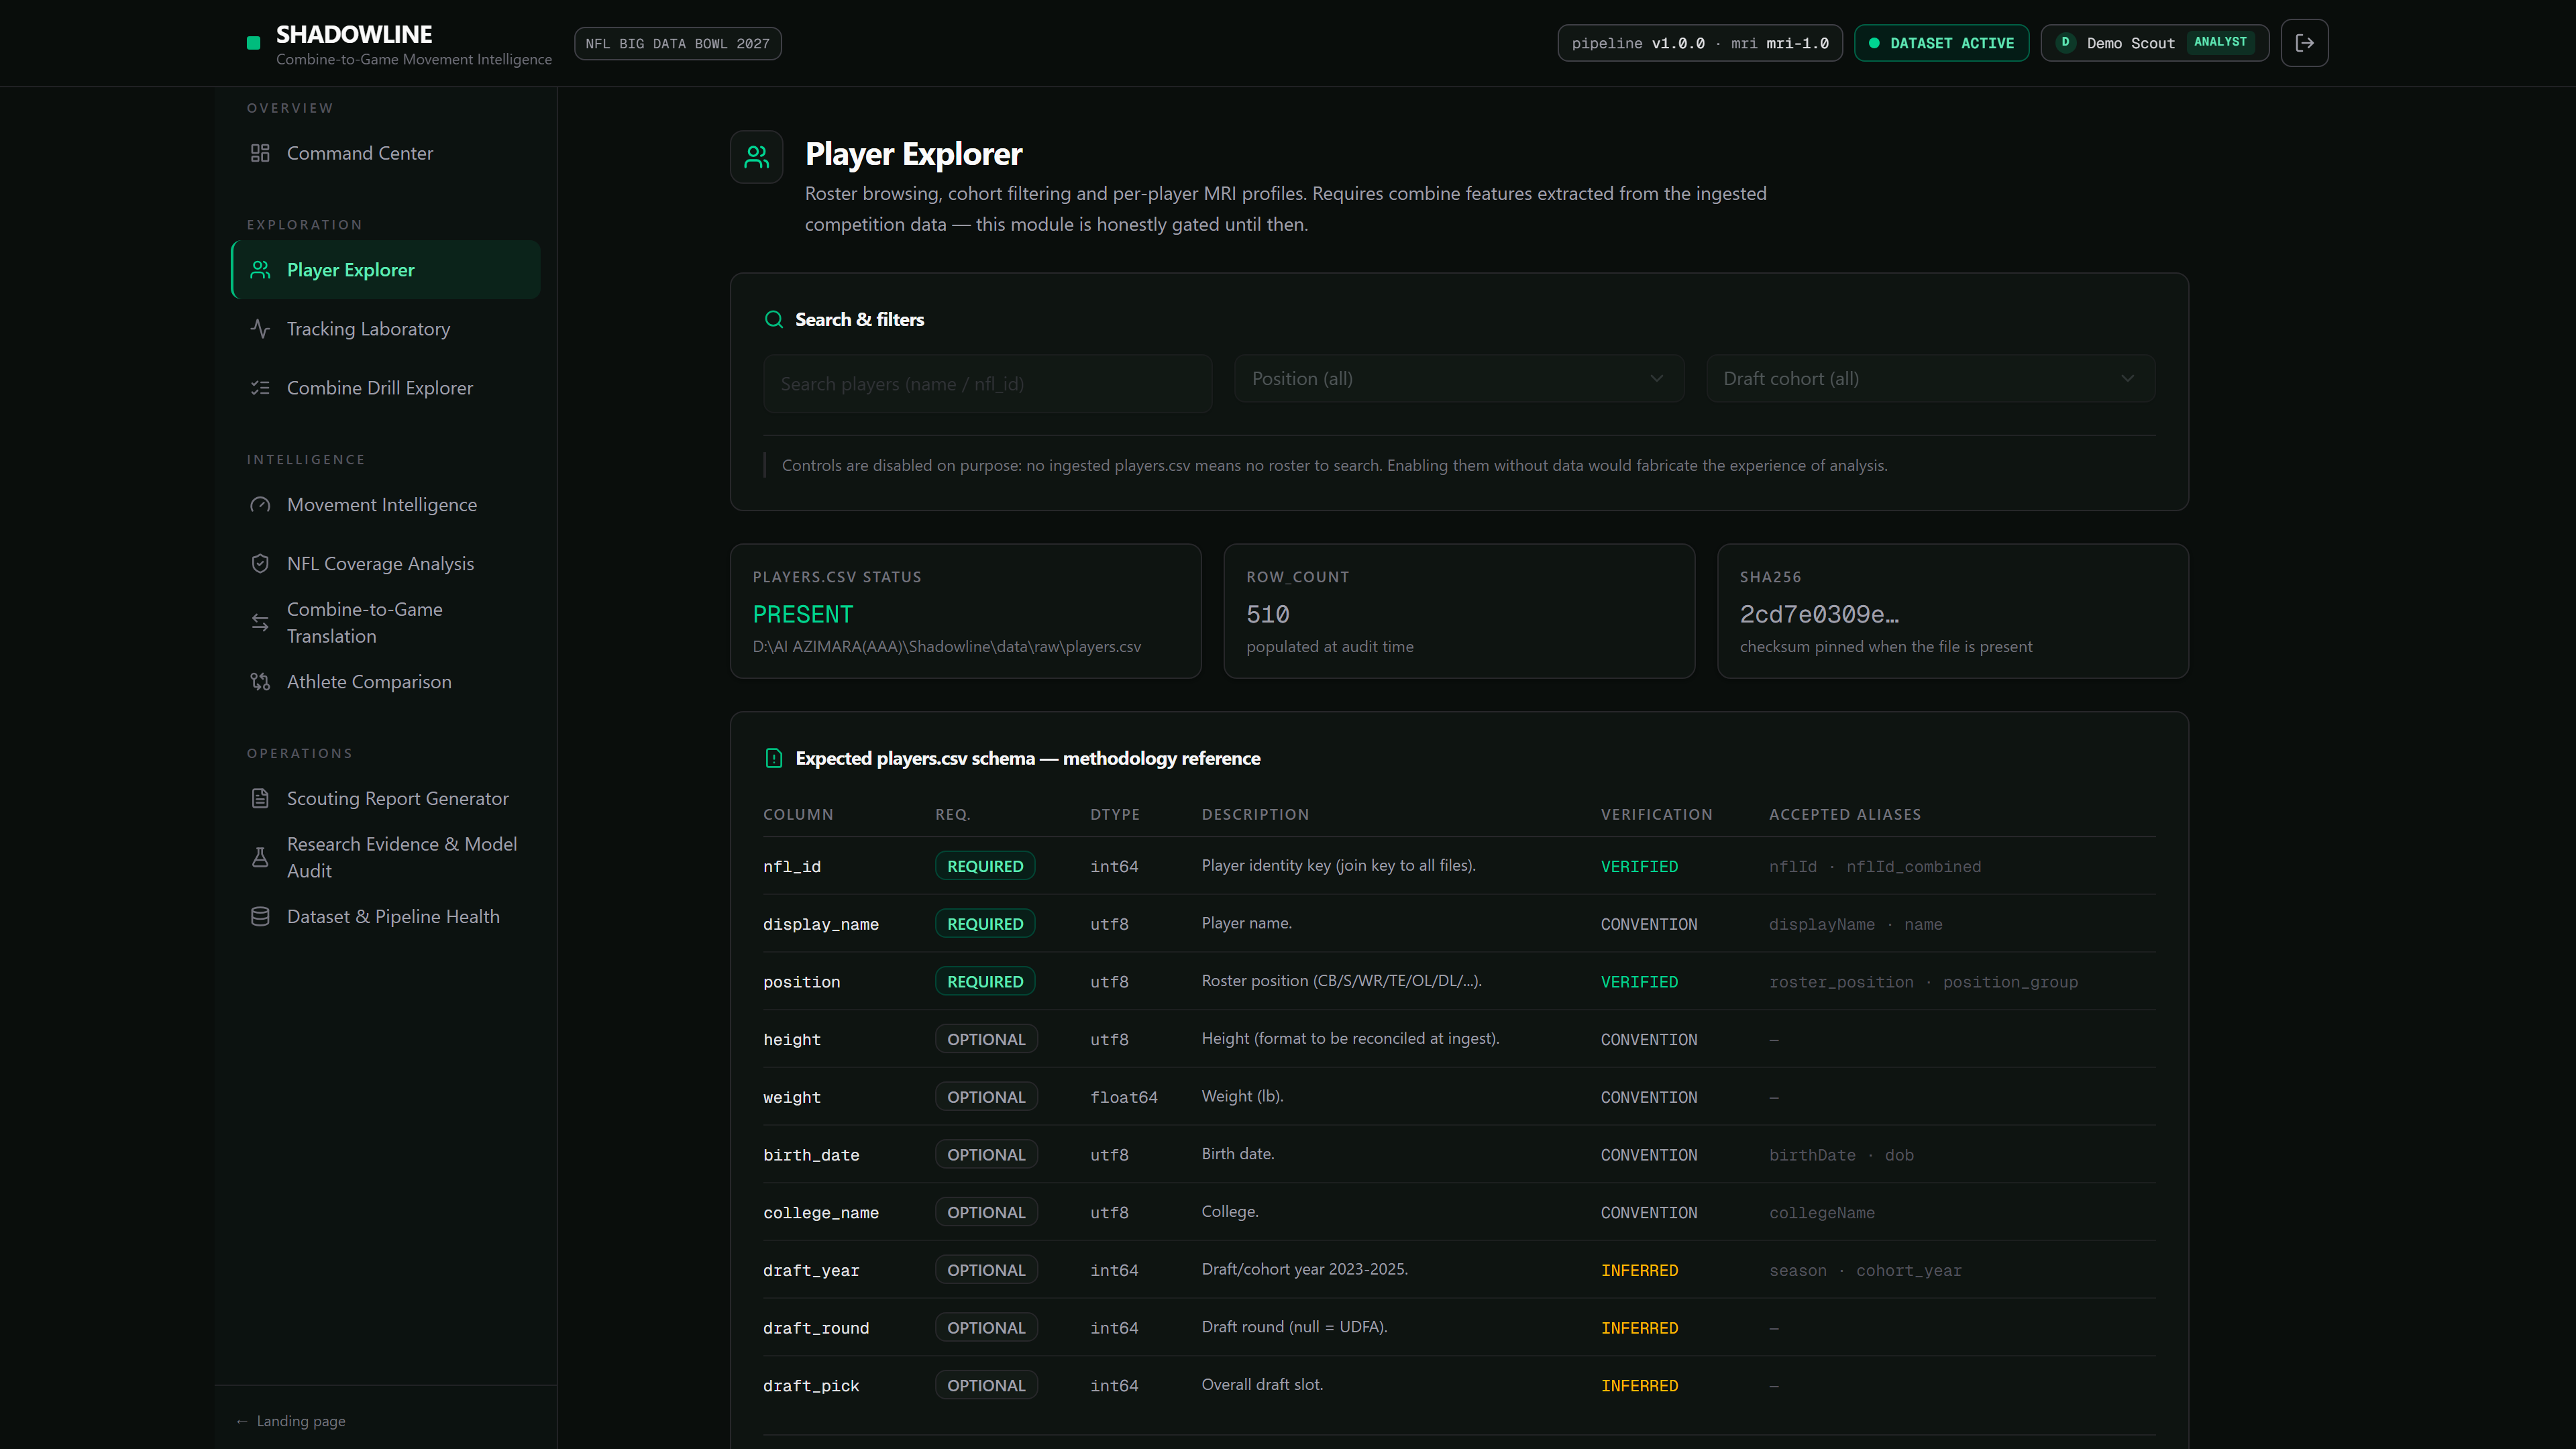 SHADOWLINE
Combine-to-Game Movement Intelligence
NFL BIG DATA BOWL 2027
pipeline v1.0.0 · mri mri-1.0
DATASET ACTIVE
D Demo Scout ANALYST
OVERVIEW
Command Center
EXPLORATION
Player Explorer
Tracking Laboratory
Combine Drill Explorer
INTELLIGENCE
Movement Intelligence
NFL Coverage Analysis
Combine-to-Game
Translation
Athlete Comparison
OPERATIONS
Scouting Report Generator
Research Evidence & Model
Audit
Dataset & Pipeline Health
← Landing page
Player Explorer
Roster browsing, cohort filtering and per-player MRI profiles. Requires combine features extracted from the ingested
competition data — this module is honestly gated until then.
Search & filters
Search players (name / nfl_id)
Position (all)
Draft cohort (all)
Controls are disabled on purpose: no ingested players.csv means no roster to search. Enabling them without data would fabricate the experience of analysis.
PLAYERS.CSV STATUS
PRESENT
D:\AI AZIMARA(AAA)\Shadowline\data\raw\players.csv
ROW_COUNT
510
populated at audit time
SHA256
2cd7e0309e…
checksum pinned when the file is present
Expected players.csv schema — methodology reference
COLUMN REQ. DTYPE DESCRIPTION VERIFICATION ACCEPTED ALIASES
nfl_id REQUIRED int64 Player identity key (join key to all files). VERIFIED nflId · nflId_combined
display_name REQUIRED utf8 Player name. CONVENTION displayName · name
position REQUIRED utf8 Roster position (CB/S/WR/TE/OL/DL/...). VERIFIED roster_position · position_group
height OPTIONAL utf8 Height (format to be reconciled at ingest). CONVENTION —
weight OPTIONAL float64 Weight (lb). CONVENTION —
birth_date OPTIONAL utf8 Birth date. CONVENTION birthDate · dob
college_name OPTIONAL utf8 College. CONVENTION collegeName
draft_year OPTIONAL int64 Draft/cohort year 2023-2025. INFERRED season · cohort_year
draft_round OPTIONAL int64 Draft round (null = UDFA). INFERRED —
draft_pick OPTIONAL int64 Overall draft slot. INFERRED —